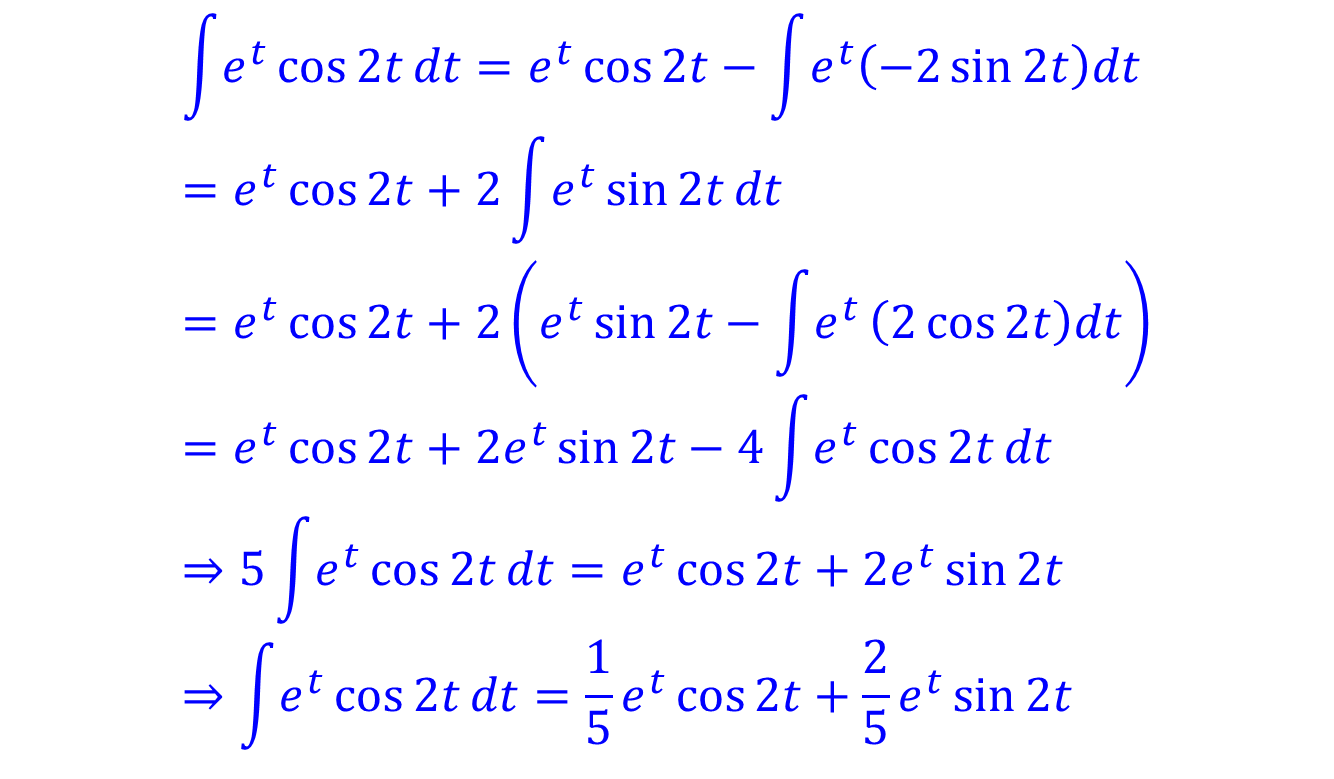 ∫ e^t cos 2t dt = e^t cos 2t − ∫ e^t (−2 sin 2t) dt
= e^t cos 2t + 2 ∫ e^t sin 2t dt
= e^t cos 2t + 2 ( e^t sin 2t − ∫ e^t (2 cos 2t) dt )
= e^t cos 2t + 2e^t sin 2t − 4 ∫ e^t cos 2t dt
⇒ 5 ∫ e^t cos 2t dt = e^t cos 2t + 2e^t sin 2t
⇒ ∫ e^t cos 2t dt = 1/5 e^t cos 2t + 2/5 e^t sin 2t